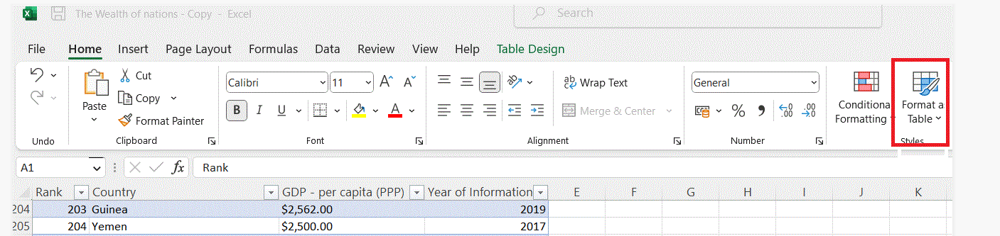 The Wealth of nations - Copy - Excel
Search
File Home Insert Page Layout Formulas Data Review View Help Table Design
Cut
Copy
Format Painter
Paste
Undo
Clipboard
Calibri 11
B I U A
Font
ab Wrap Text
Merge & Center
Alignment
General
% .00 .00
Number
Conditiona
Formatting
Format as
Table
Styles
A1 fx Rank
Rank Country GDP - per capita (PPP) Year of Information E F G H I J K
204 203 Guinea $2,562.00 2019
205 204 Yemen $2,500.00 2017